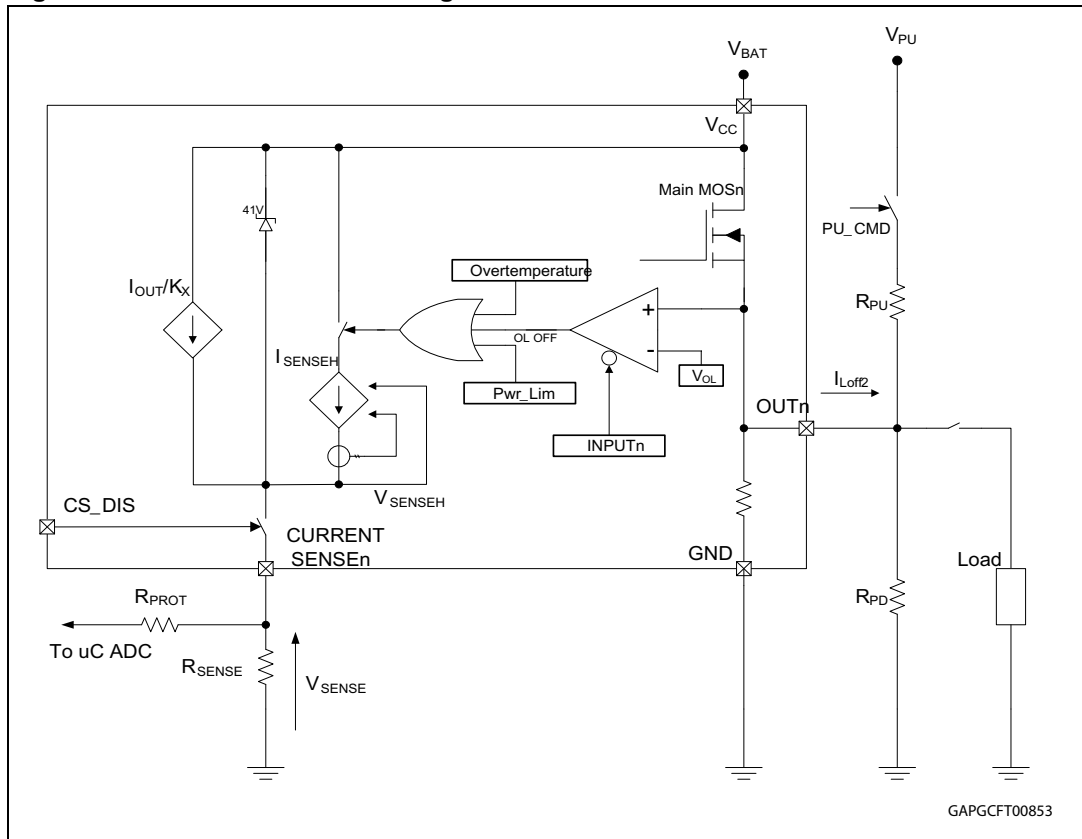 V_BAT
V_PU
V_CC
Main MOSn
41V
PU_CMD
Overtemperature
I_OUT/K_X
R_PU
+
OL OFF
-
I_SENSEH
V_OL
Pwr_Lim
I_Loff2
OUTn
INPUTn
V_SENSEH
CS_DIS
CURRENT
SENSEn
GND
Load
R_PROT
R_PD
To uC ADC
R_SENSE
V_SENSE
GAPGCFT00853